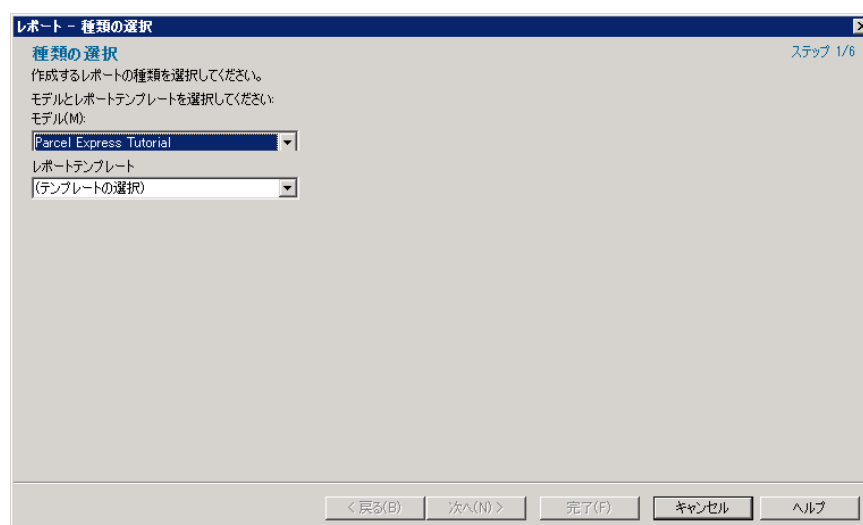 レポート - 種類の選択
種類の選択
ステップ 1/6
作成するレポートの種類を選択してください。
モデルとレポートテンプレートを選択してください:
モデル(M):
Parcel Express Tutorial
レポートテンプレート
(テンプレートの選択)
< 戻る(B) 次へ(N) > 完了(F) キャンセル ヘルプ